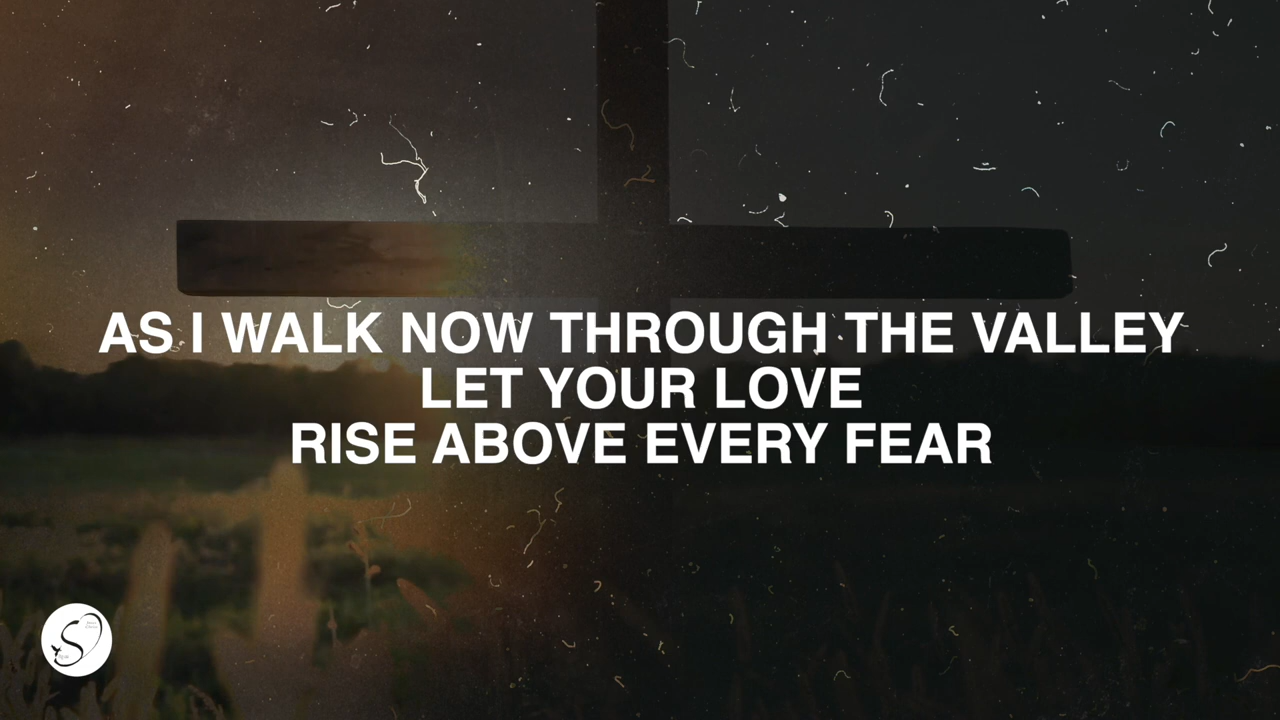 AS I WALK NOW THROUGH THE VALLEY
LET YOUR LOVE
RISE ABOVE EVERY FEAR
S